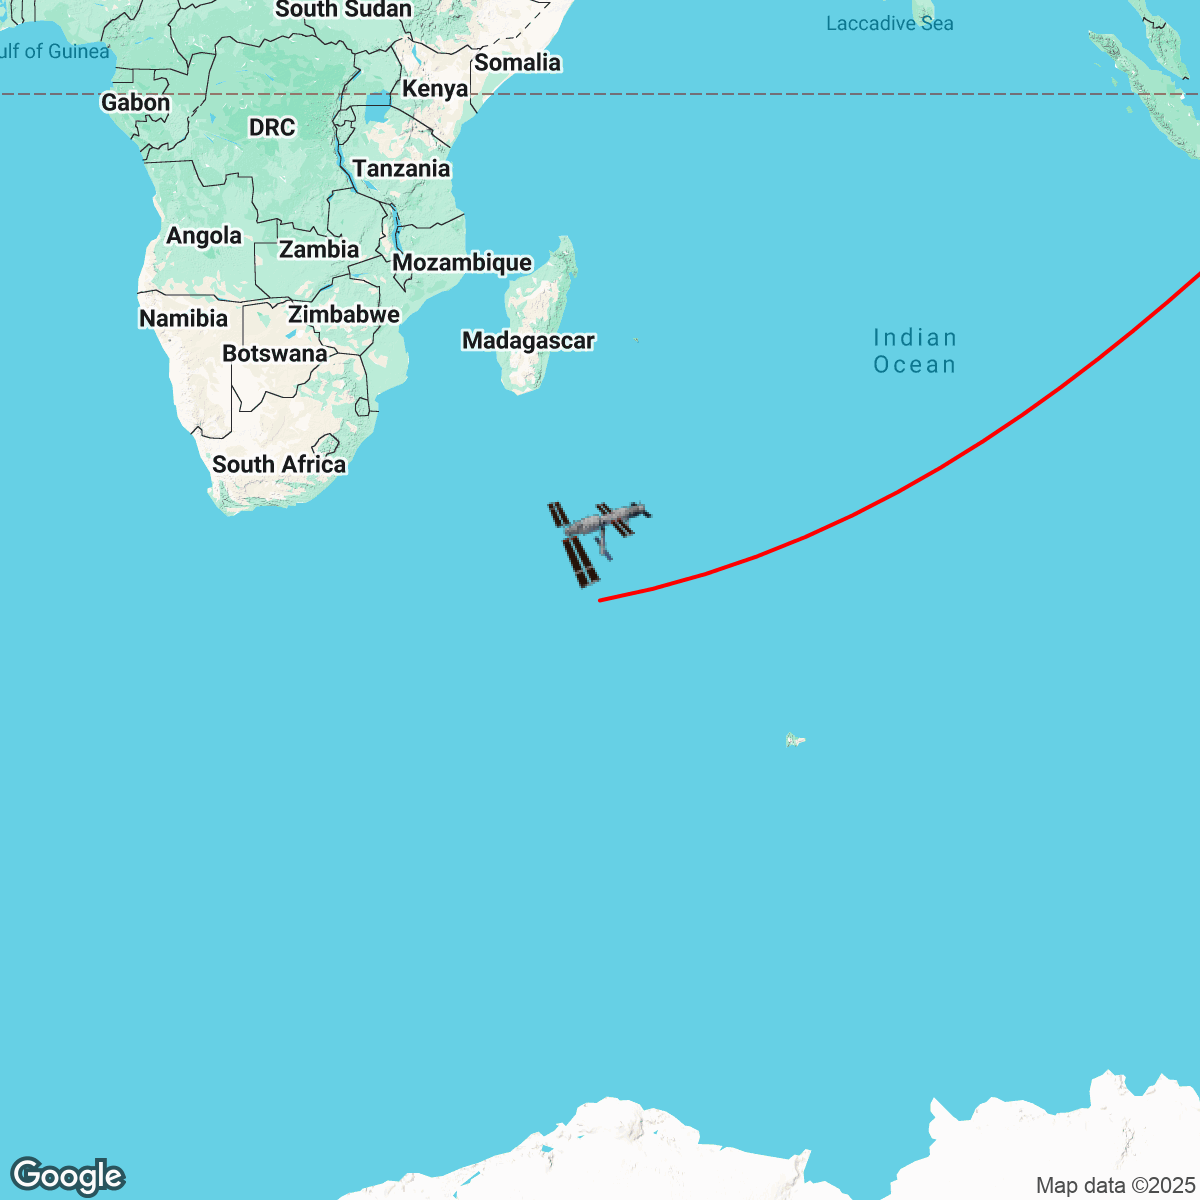 South Sudan
Laccadive Sea
ulf of Guinea
Somalia
Kenya
Gabon
DRC
Tanzania
Angola
Zambia
Mozambique
Namibia
Zimbabwe
Madagascar
Botswana
Indian
Ocean
South Africa
Google
Map data ©2025